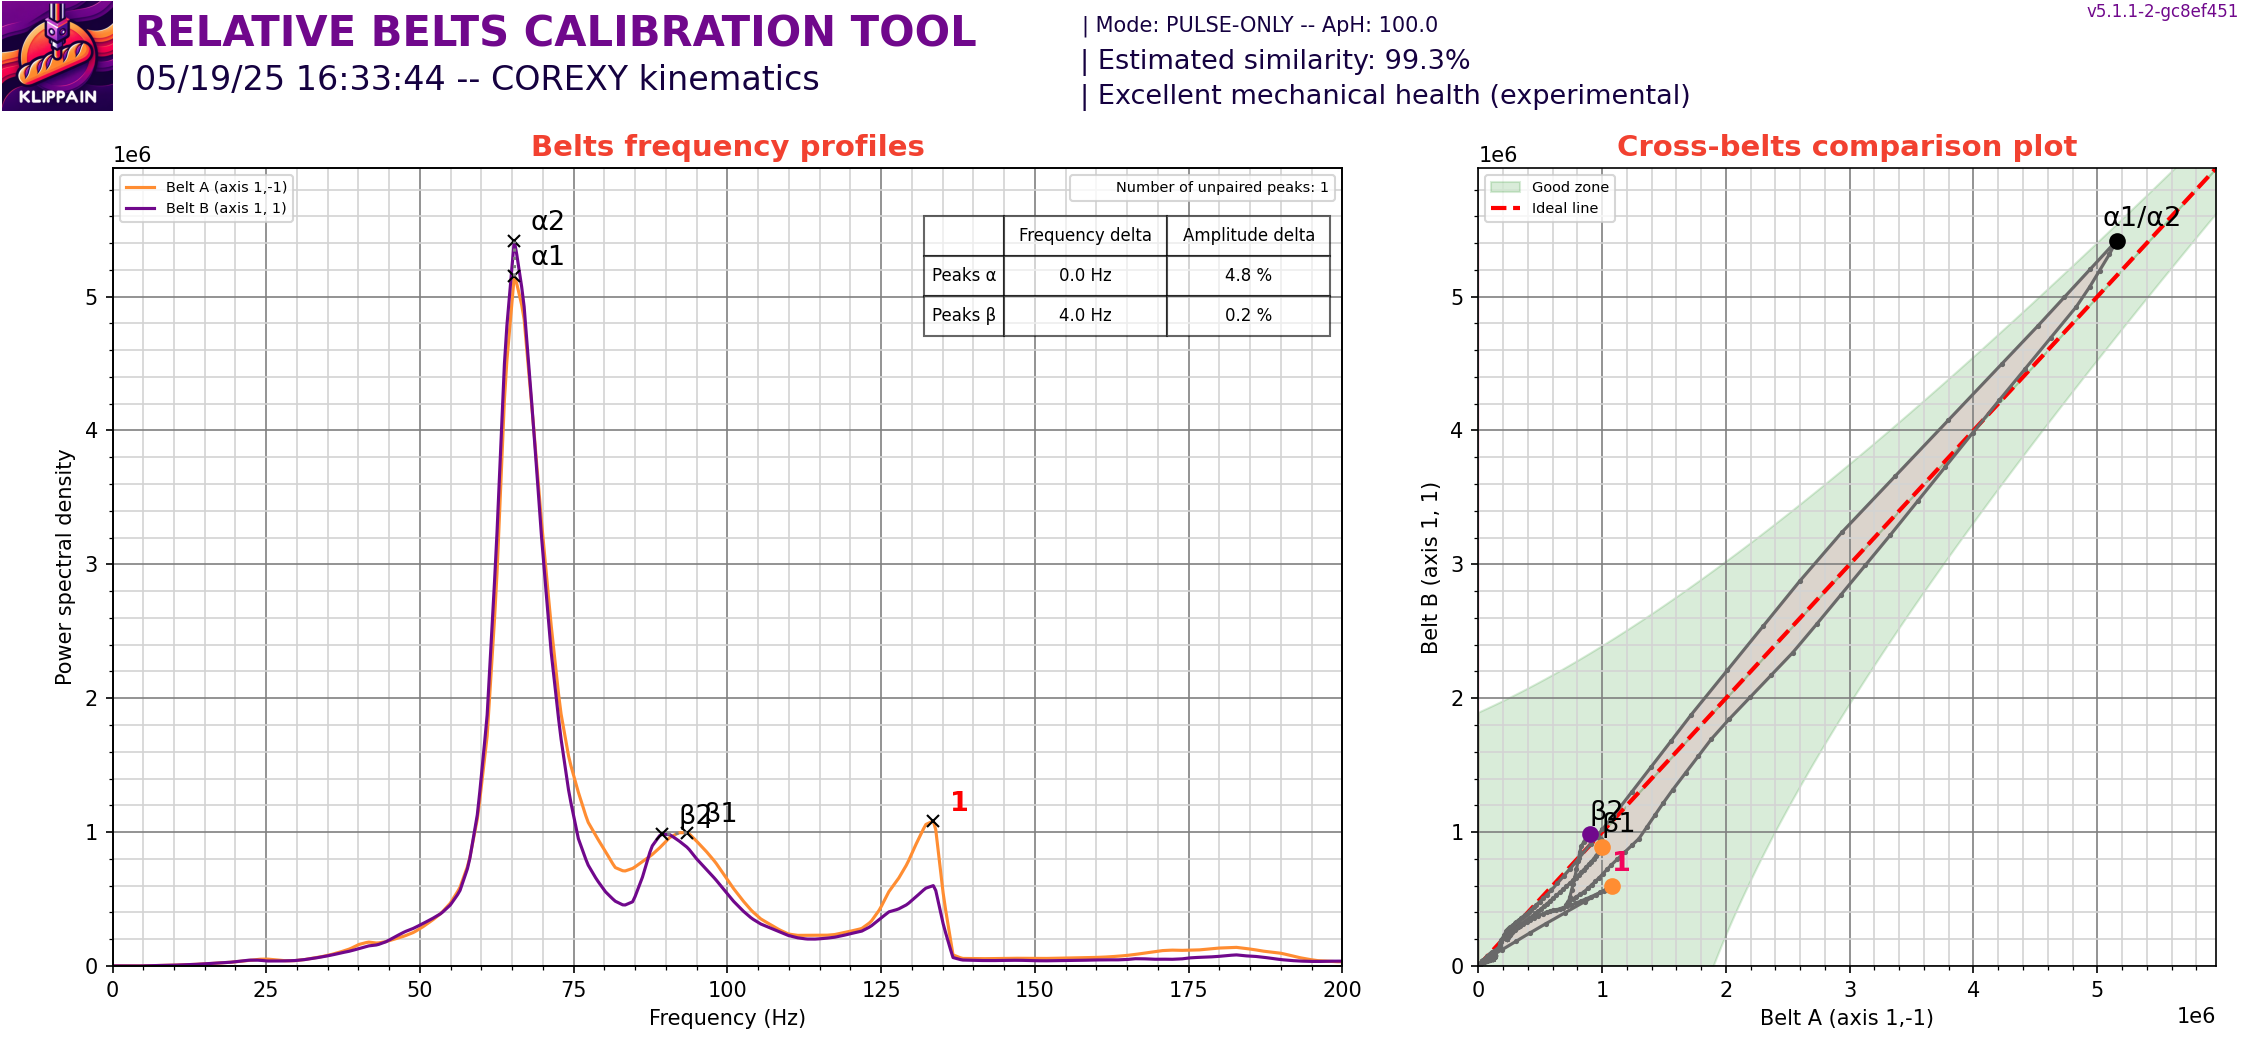 KLIPPAIN
RELATIVE BELTS CALIBRATION TOOL
05/19/25 16:33:44 -- COREXY kinematics
| Mode: PULSE-ONLY -- ApH: 100.0
| Estimated similarity: 99.3%
| Excellent mechanical health (experimental)
v5.1.1-2-gc8ef451
Belts frequency profiles
1e6
Belt A (axis 1,-1)
Belt B (axis 1, 1)
Number of unpaired peaks: 1
Frequency delta Amplitude delta
Peaks α 0.0 Hz 4.8 %
Peaks β 4.0 Hz 0.2 %
α2
α1
β2
β1
1
5
4
3
2
1
0
Power spectral density
0 25 50 75 100 125 150 175 200
Frequency (Hz)
Cross-belts comparison plot
1e6
Good zone
Ideal line
α1/α2
β2
β1
1
5
4
3
2
1
0
Belt B (axis 1, 1)
0 1 2 3 4 5
Belt A (axis 1,-1)
1e6